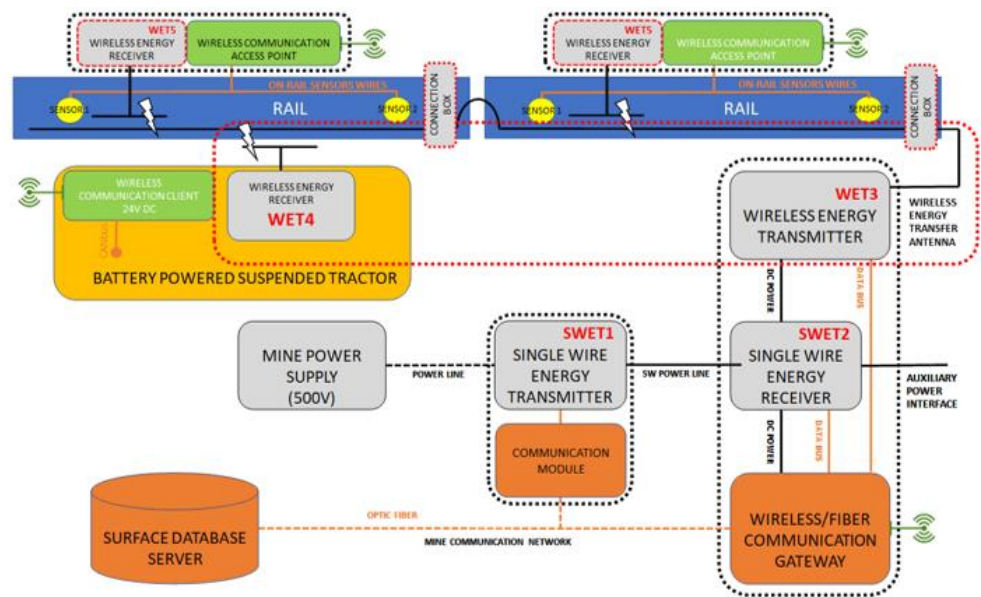 WET5
WIRELESS ENERGY
RECEIVER
WIRELESS COMMUNICATION
ACCESS POINT
WET5
WIRELESS ENERGY
RECEIVER
WIRELESS COMMUNICATION
ACCESS POINT
ON-RAIL SENSORS WIRES
SENSOR 1
RAIL
SENSOR 2
CONNECTION
BOX
ON-RAIL SENSORS WIRES
SENSOR 1
RAIL
SENSOR 2
CONNECTION
BOX
WIRELESS
COMMUNICATION CLIENT
24V DC
CANbus
WIRELESS ENERGY
RECEIVER
WET4
BATTERY POWERED SUSPENDED TRACTOR
WET3
WIRELESS ENERGY
TRANSMITTER
WIRELESS
ENERGY
TRANSFER
ANTENNA
DC POWER
DATA BUS
MINE POWER
SUPPLY
(500V)
POWER LINE
SWET1
SINGLE WIRE
ENERGY
TRANSMITTER
SW POWER LINE
SWET2
SINGLE WIRE
ENERGY
RECEIVER
AUXILIARY
POWER
INTERFACE
COMMUNICATION
MODULE
DC POWER
DATA BUS
SURFACE DATABASE
SERVER
OPTIC FIBER
MINE COMMUNICATION NETWORK
WIRELESS/FIBER
COMMUNICATION
GATEWAY